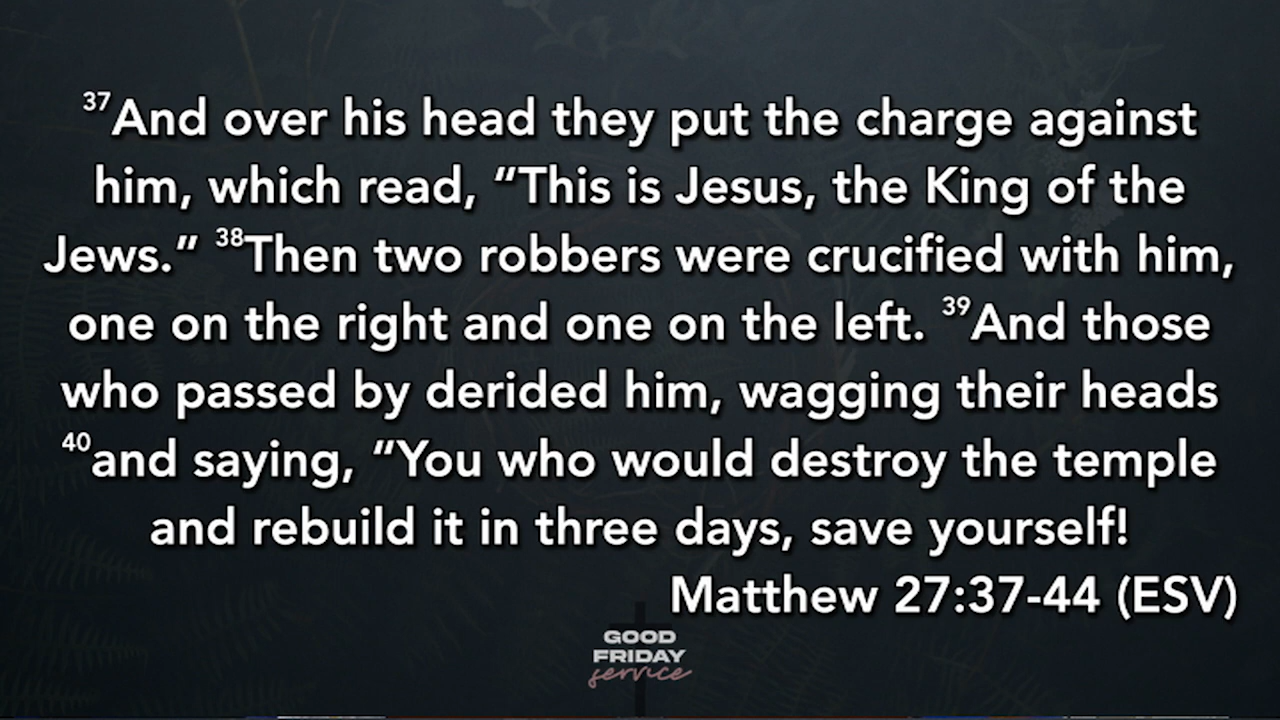 ³⁷And over his head they put the charge against
him, which read, “This is Jesus, the King of the
Jews.” ³⁸Then two robbers were crucified with him,
one on the right and one on the left. ³⁹And those
who passed by derided him, wagging their heads
⁴⁰and saying, “You who would destroy the temple
and rebuild it in three days, save yourself!
Matthew 27:37-44 (ESV)
GOOD
FRIDAY
service